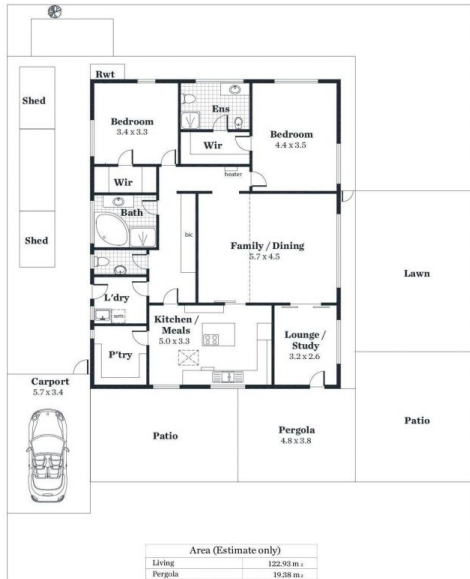 Rwt
Shed
Bedroom
3.4 x 3.3
Ens
Wir
Bedroom
4.4 x 3.5
heater
Wir
Bath
bic
Family / Dining
5.7 x 4.5
Shed
Lawn
L'dry
Kitchen /
Meals
5.0 x 3.3
Lounge /
Study
3.2 x 2.6
P'try
Carport
5.7 x 3.4
Patio
Pergola
4.8 x 3.8
Patio
Area (Estimate only)
Living 122.93 m²
Pergola 19.38 m²